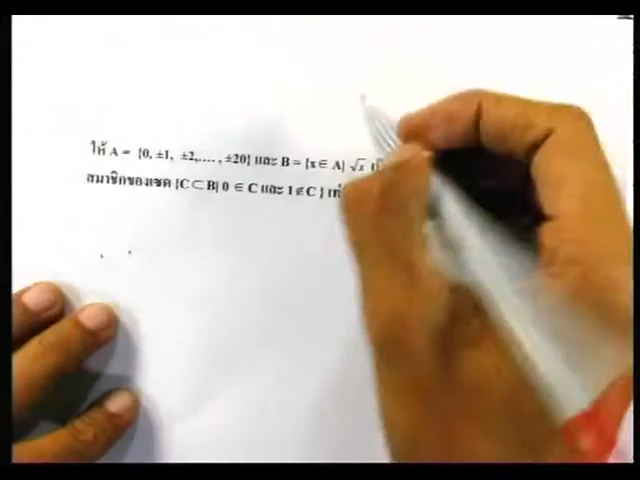 ให้ A = {0, ±1, ±2,...., ±20} และ B = {x∈ A| √x
สมาชิกของเซต {C⊂B| 0 ∈ C และ 1∉C }